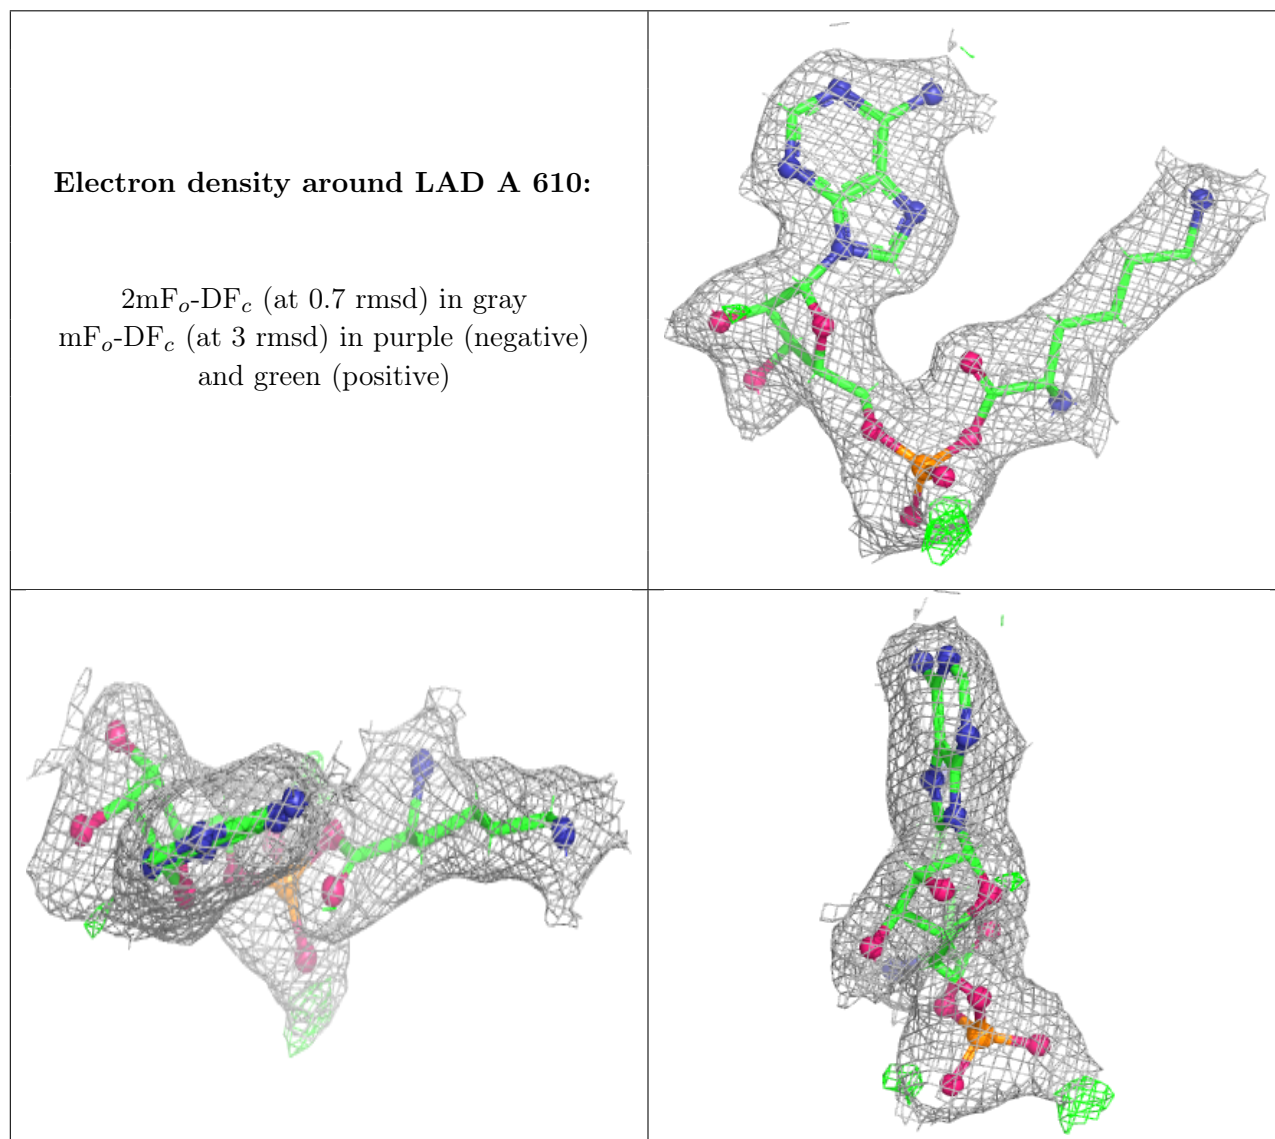 Electron density around LAD A 610:
2mFo-DFc (at 0.7 rmsd) in gray
mFo-DFc (at 3 rmsd) in purple (negative)
and green (positive)